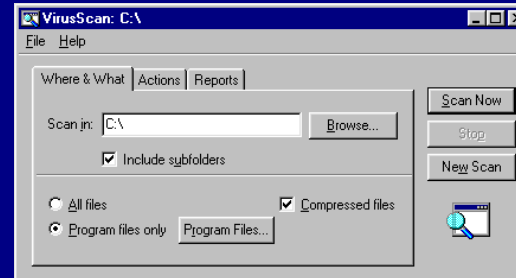 VirusScan: C:\
File Help
Where & What Actions Reports
Scan in: C:\ Browse...
Include subfolders
All files
Program files only Program Files...
Compressed files
Scan Now
Stop
New Scan